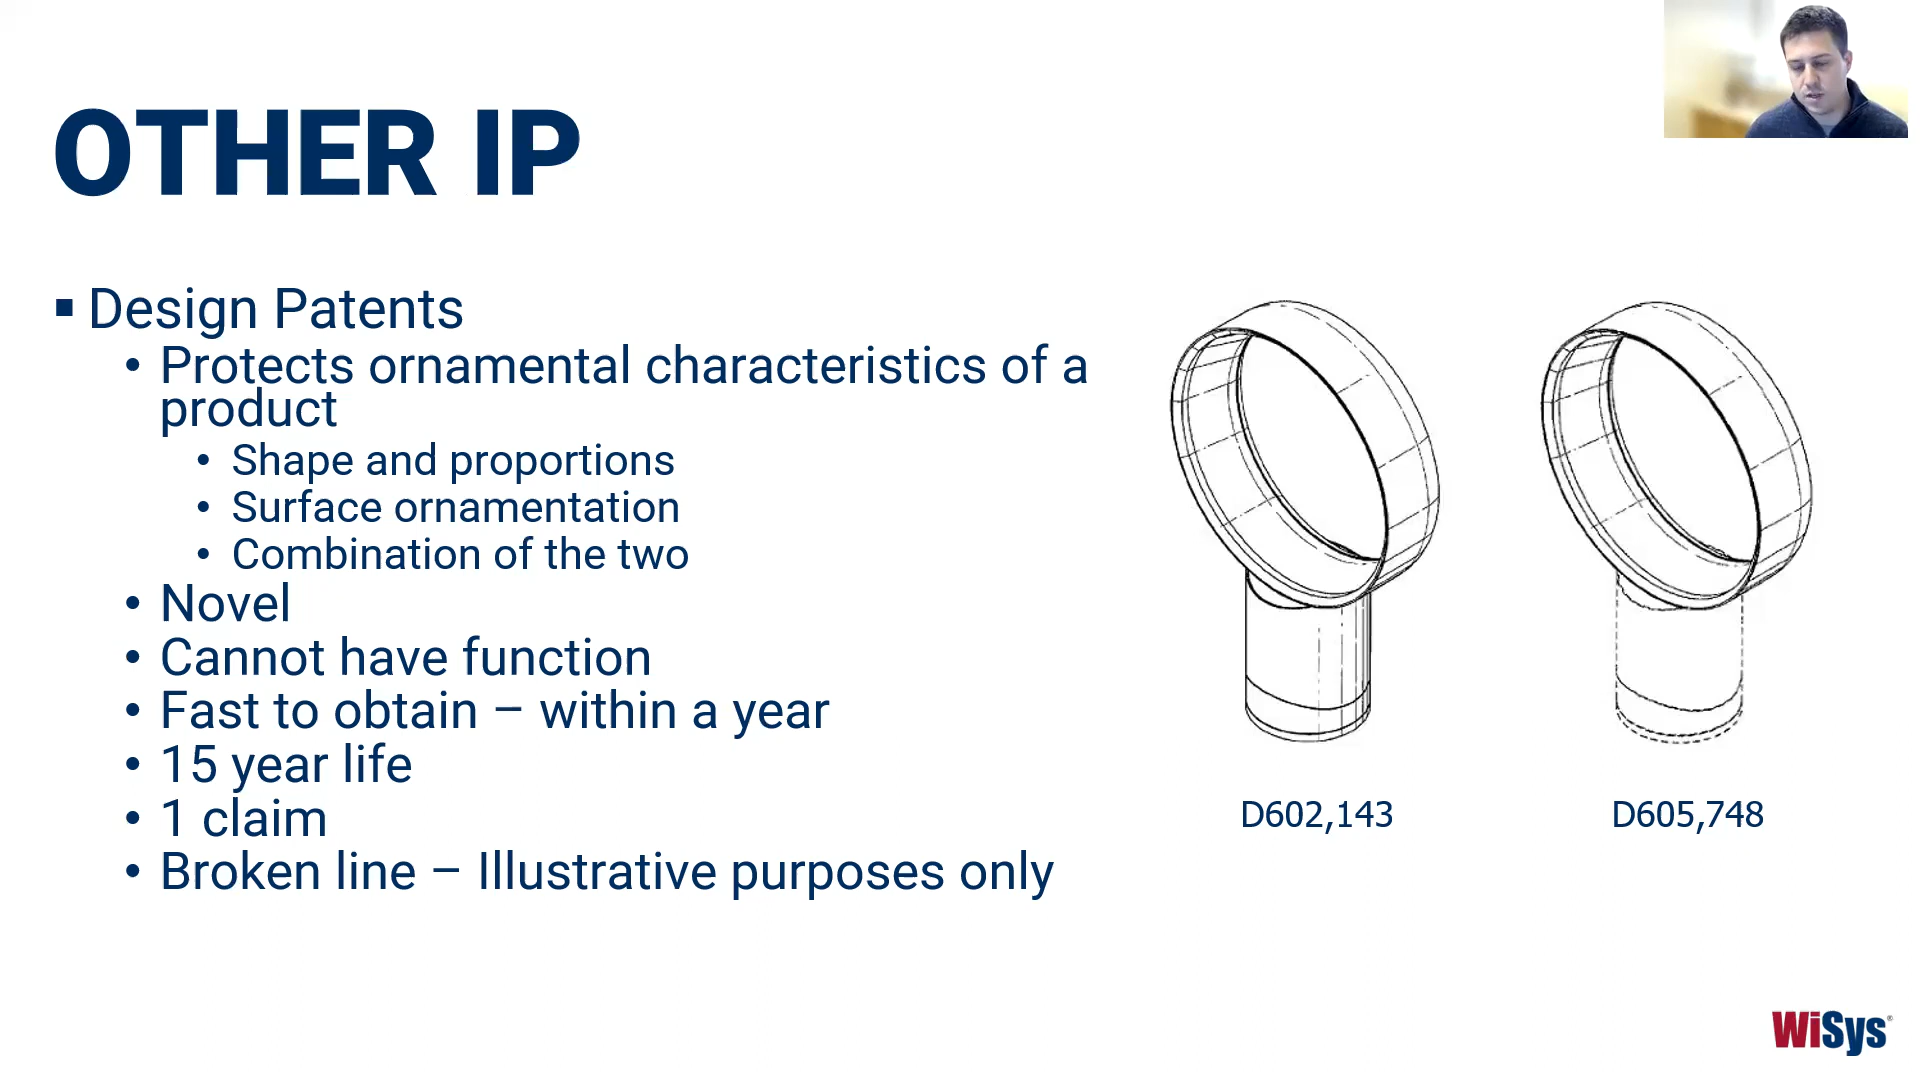 OTHER IP
▪ Design Patents
• Protects ornamental characteristics of a
product
• Shape and proportions
• Surface ornamentation
• Combination of the two
• Novel
• Cannot have function
• Fast to obtain – within a year
• 15 year life
• 1 claim
• Broken line – Illustrative purposes only
D602,143
D605,748
WiSys®